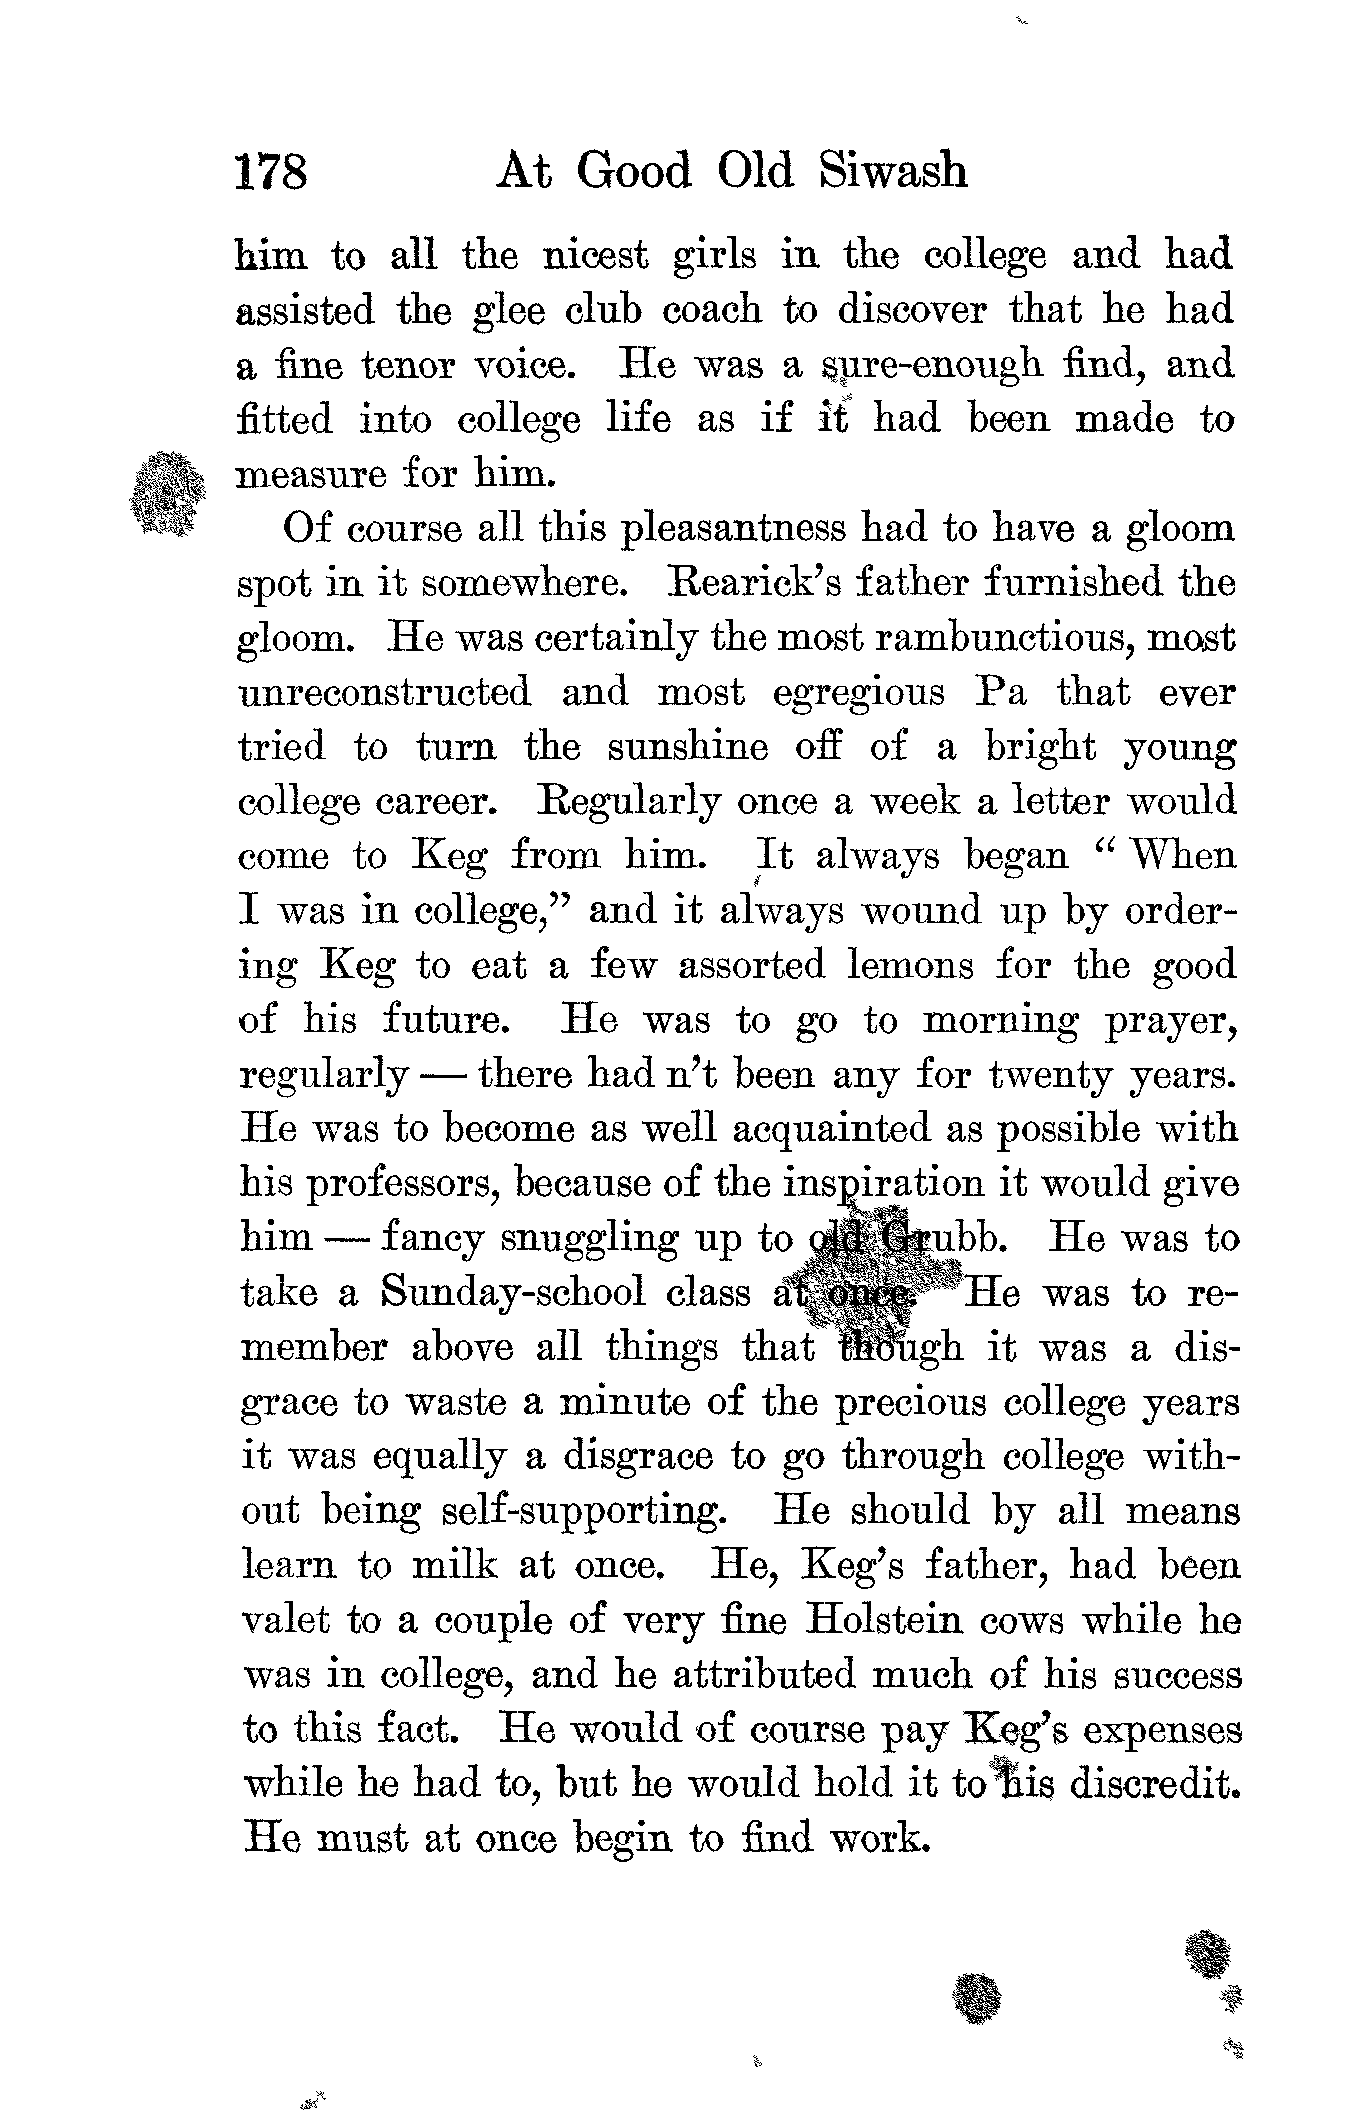 178 At Good Old Siwash
him to all the nicest girls in the college and had
assisted the glee club coach to discover that he had
a fine tenor voice. He was a sure-enough find, and
fitted into college life as if it had been made to
measure for him.
Of course all this pleasantness had to have a gloom
spot in it somewhere. Rearick's father furnished the
gloom. He was certainly the most rambunctious, most
unreconstructed and most egregious Pa that ever
tried to turn the sunshine off of a bright young
college career. Regularly once a week a letter would
come to Keg from him. It always began “ When
I was in college,” and it always wound up by order-
ing Keg to eat a few assorted lemons for the good
of his future. He was to go to morning prayer,
regularly — there had n't been any for twenty years.
He was to become as well acquainted as possible with
his professors, because of the inspiration it would give
him — fancy snuggling up to old Grubb. He was to
take a Sunday-school class at once. He was to re-
member above all things that though it was a dis-
grace to waste a minute of the precious college years
it was equally a disgrace to go through college with-
out being self-supporting. He should by all means
learn to milk at once. He, Keg's father, had been
valet to a couple of very fine Holstein cows while he
was in college, and he attributed much of his success
to this fact. He would of course pay Keg's expenses
while he had to, but he would hold it to his discredit.
He must at once begin to find work.